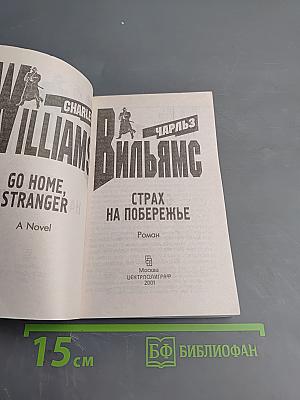 CHARLES
WILLIAMS
GO HOME,
STRANGER
A Novel
ЧАРЛЬЗ
ВИЛЬЯМС
СТРАХ
НА ПОБЕРЕЖЬЕ
Роман
Москва
ЦЕНТРПОЛИГРАФ
2001
15 см
БФ БИБЛИОФАН